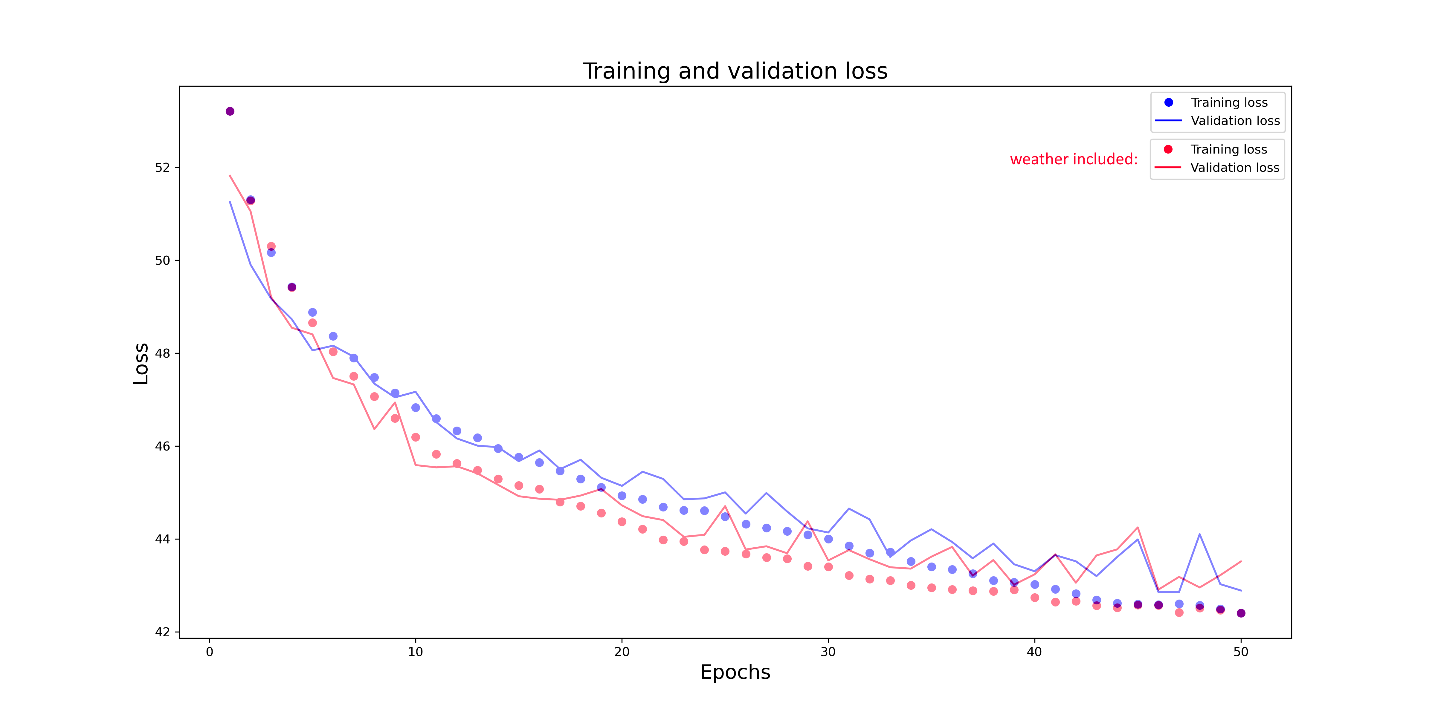 Training and validation loss
Training loss
Validation loss
weather included:
Training loss
Validation loss
Loss
52
50
48
46
44
42
0 10 20 30 40 50
Epochs